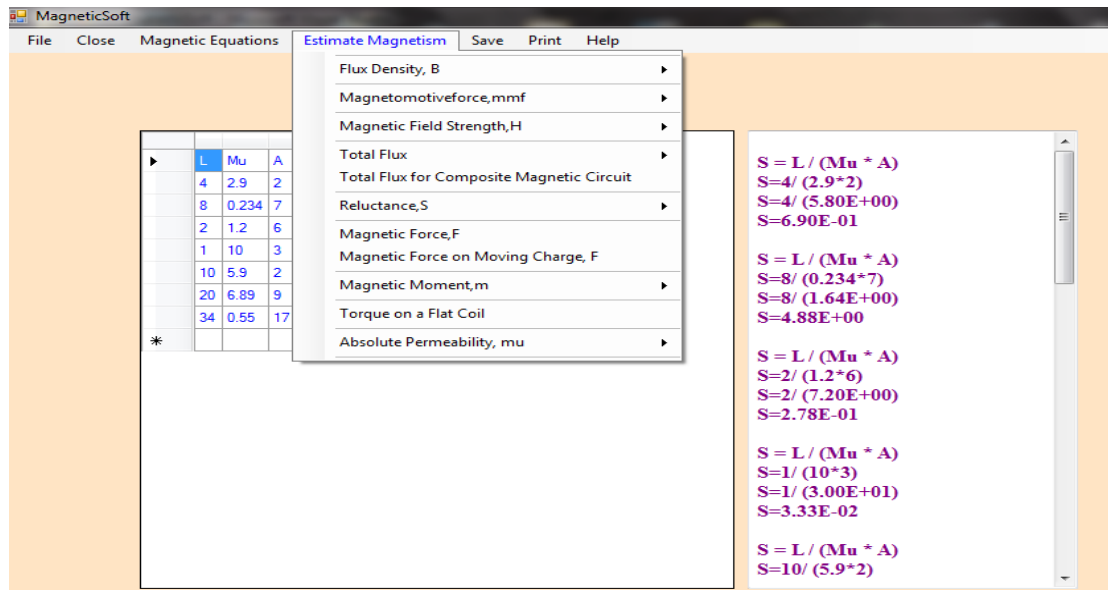 MagneticSoft
File Close Magnetic Equations Estimate Magnetism Save Print Help
Flux Density, B
Magnetomotiveforce,mmf
Magnetic Field Strength,H
Total Flux
Total Flux for Composite Magnetic Circuit
Reluctance,S
Magnetic Force,F
Magnetic Force on Moving Charge, F
Magnetic Moment,m
Torque on a Flat Coil
Absolute Permeability, mu
L Mu A
4 2.9 2
8 0.234 7
2 1.2 6
1 10 3
10 5.9 2
20 6.89 9
34 0.55 17
S = L / (Mu * A)
S=4/ (2.9*2)
S=4/ (5.80E+00)
S=6.90E-01
S = L / (Mu * A)
S=8/ (0.234*7)
S=8/ (1.64E+00)
S=4.88E+00
S = L / (Mu * A)
S=2/ (1.2*6)
S=2/ (7.20E+00)
S=2.78E-01
S = L / (Mu * A)
S=1/ (10*3)
S=1/ (3.00E+01)
S=3.33E-02
S = L / (Mu * A)
S=10/ (5.9*2)